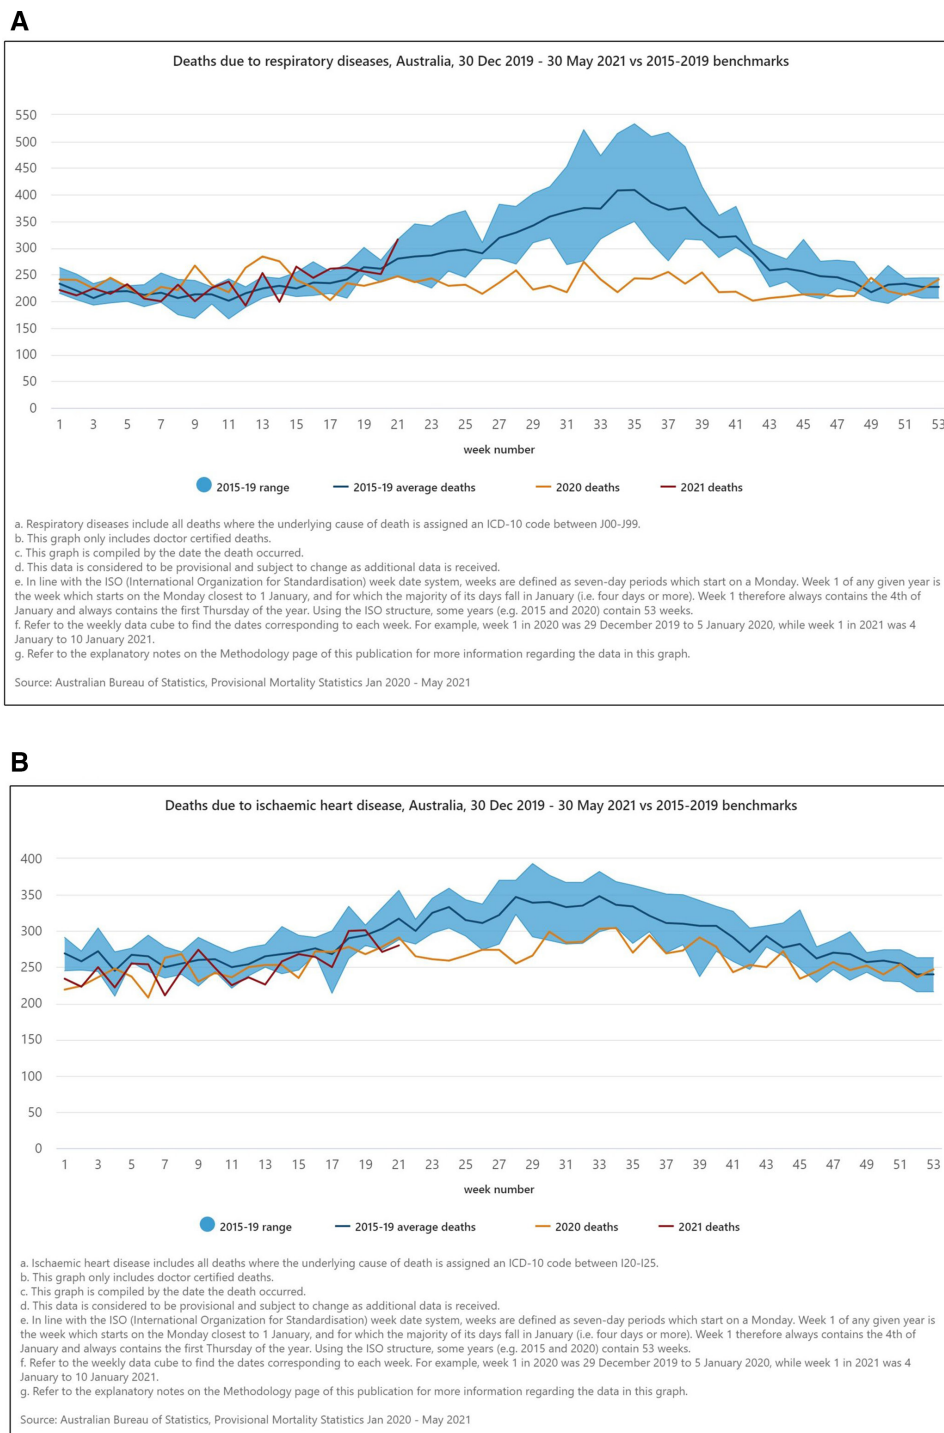 A
Deaths due to respiratory diseases, Australia, 30 Dec 2019 - 30 May 2021 vs 2015-2019 benchmarks
550
500
450
400
350
300
250
200
150
100
50
0
1 3 5 7 9 11 13 15 17 19 21 23 25 27 29 31 33 35 37 39 41 43 45 47 49 51 53
week number
2015-19 range 2015-19 average deaths 2020 deaths 2021 deaths
a. Respiratory diseases include all deaths where the underlying cause of death is assigned an ICD-10 code between J00-J99.
b. This graph only includes doctor certified deaths.
c. This graph is compiled by the date the death occurred.
d. This data is considered to be provisional and subject to change as additional data is received.
e. In line with the ISO (International Organization for Standardisation) week date system, weeks are defined as seven-day periods which start on a Monday. Week 1 of any given year is
the week which starts on the Monday closest to 1 January, and for which the majority of its days fall in January (i.e. four days or more). Week 1 therefore always contains the 4th of
January and always contains the first Thursday of the year. Using the ISO structure, some years (e.g. 2015 and 2020) contain 53 weeks.
f. Refer to the weekly data cube to find the dates corresponding to each week. For example, week 1 in 2020 was 29 December 2019 to 5 January 2020, while week 1 in 2021 was 4
January to 10 January 2021.
g. Refer to the explanatory notes on the Methodology page of this publication for more information regarding the data in this graph.
Source: Australian Bureau of Statistics, Provisional Mortality Statistics Jan 2020 - May 2021
B
Deaths due to ischaemic heart disease, Australia, 30 Dec 2019 - 30 May 2021 vs 2015-2019 benchmarks
400
350
300
250
200
150
100
50
0
1 3 5 7 9 11 13 15 17 19 21 23 25 27 29 31 33 35 37 39 41 43 45 47 49 51 53
week number
2015-19 range 2015-19 average deaths 2020 deaths 2021 deaths
a. Ischaemic heart disease includes all deaths where the underlying cause of death is assigned an ICD-10 code between I20-I25.
b. This graph only includes doctor certified deaths.
c. This graph is compiled by the date the death occurred.
d. This data is considered to be provisional and subject to change as additional data is received.
e. In line with the ISO (International Organization for Standardisation) week date system, weeks are defined as seven-day periods which start on a Monday. Week 1 of any given year is
the week which starts on the Monday closest to 1 January, and for which the majority of its days fall in January (i.e. four days or more). Week 1 therefore always contains the 4th of
January and always contains the first Thursday of the year. Using the ISO structure, some years (e.g. 2015 and 2020) contain 53 weeks.
f. Refer to the weekly data cube to find the dates corresponding to each week. For example, week 1 in 2020 was 29 December 2019 to 5 January 2020, while week 1 in 2021 was 4
January to 10 January 2021.
g. Refer to the explanatory notes on the Methodology page of this publication for more information regarding the data in this graph.
Source: Australian Bureau of Statistics, Provisional Mortality Statistics Jan 2020 - May 2021